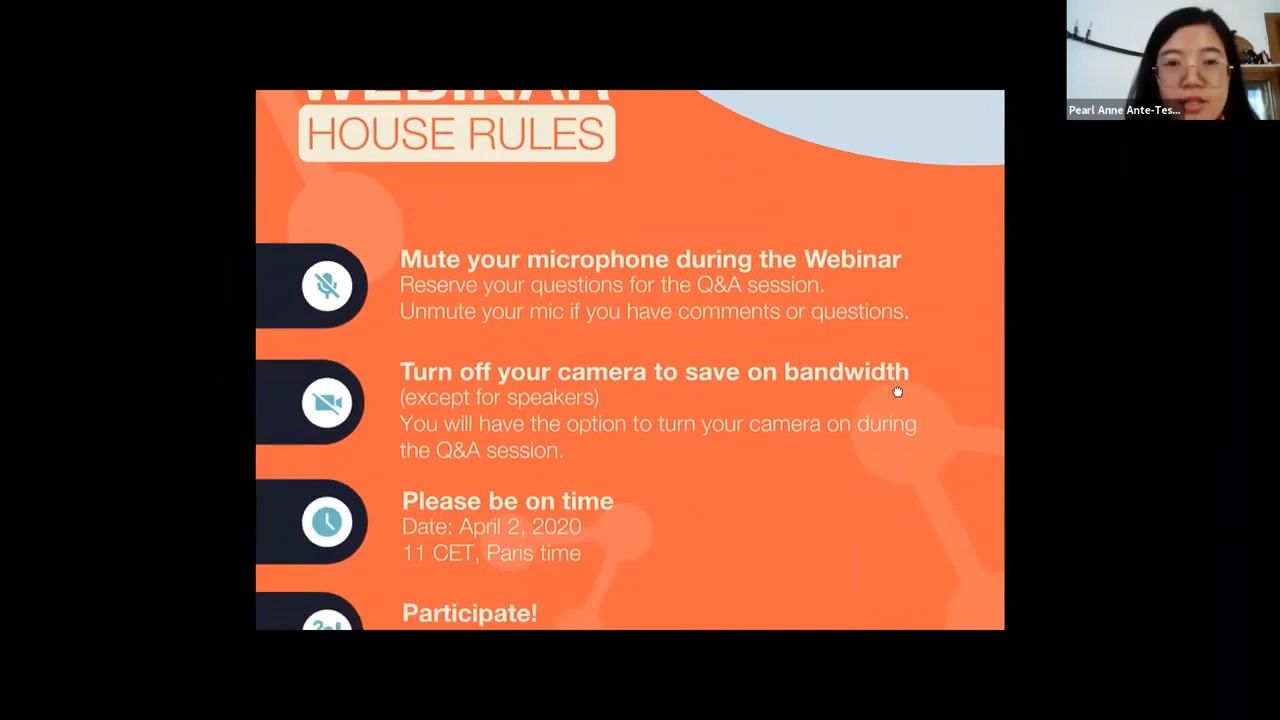 WEBINAR
HOUSE RULES
Mute your microphone during the Webinar
Reserve your questions for the Q&A session.
Unmute your mic if you have comments or questions.
Turn off your camera to save on bandwidth
(except for speakers)
You will have the option to turn your camera on during
the Q&A session.
Please be on time
Date: April 2, 2020
11 CET, Paris time
Participate!
Pearl Anne Ante-Tes...